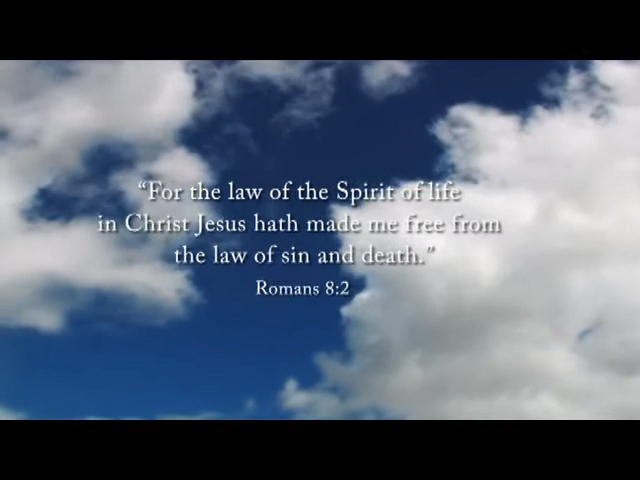 “For the law of the Spirit of life
in Christ Jesus hath made me free from
the law of sin and death.”
Romans 8:2